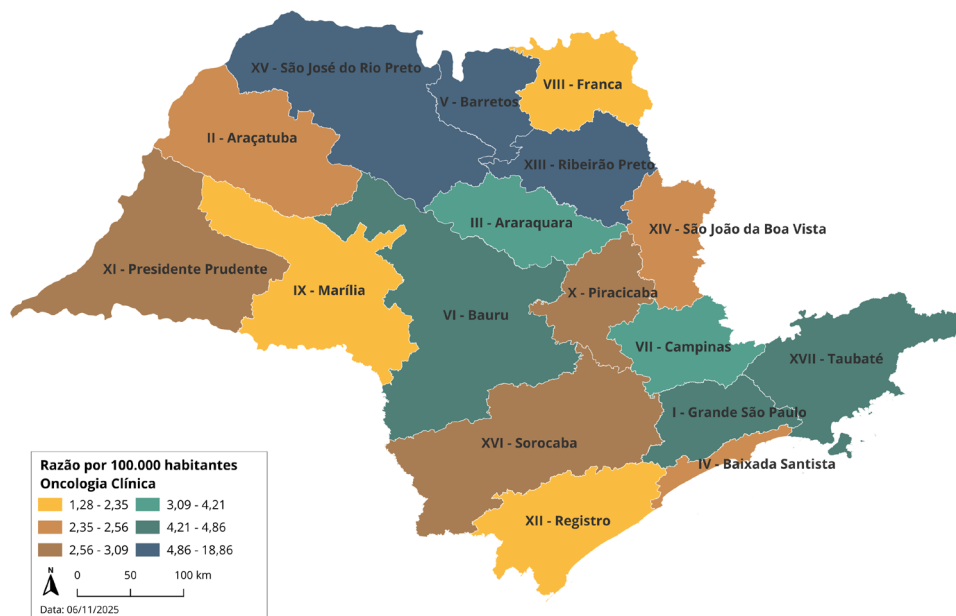 XV - São José do Rio Preto
VIII - Franca
V - Barretos
II - Araçatuba
XIII - Ribeirão Preto
III - Araraquara
XIV - São João da Boa Vista
XI - Presidente Prudente
IX - Marília
X - Piracicaba
VI - Bauru
VII - Campinas
XVII - Taubaté
I - Grande São Paulo
XVI - Sorocaba
IV - Baixada Santista
XII - Registro
Razão por 100.000 habitantes
Oncologia Clínica
1,28 - 2,35 3,09 - 4,21
2,35 - 2,56 4,21 - 4,86
2,56 - 3,09 4,86 - 18,86
N
0 50 100 km
Data: 06/11/2025